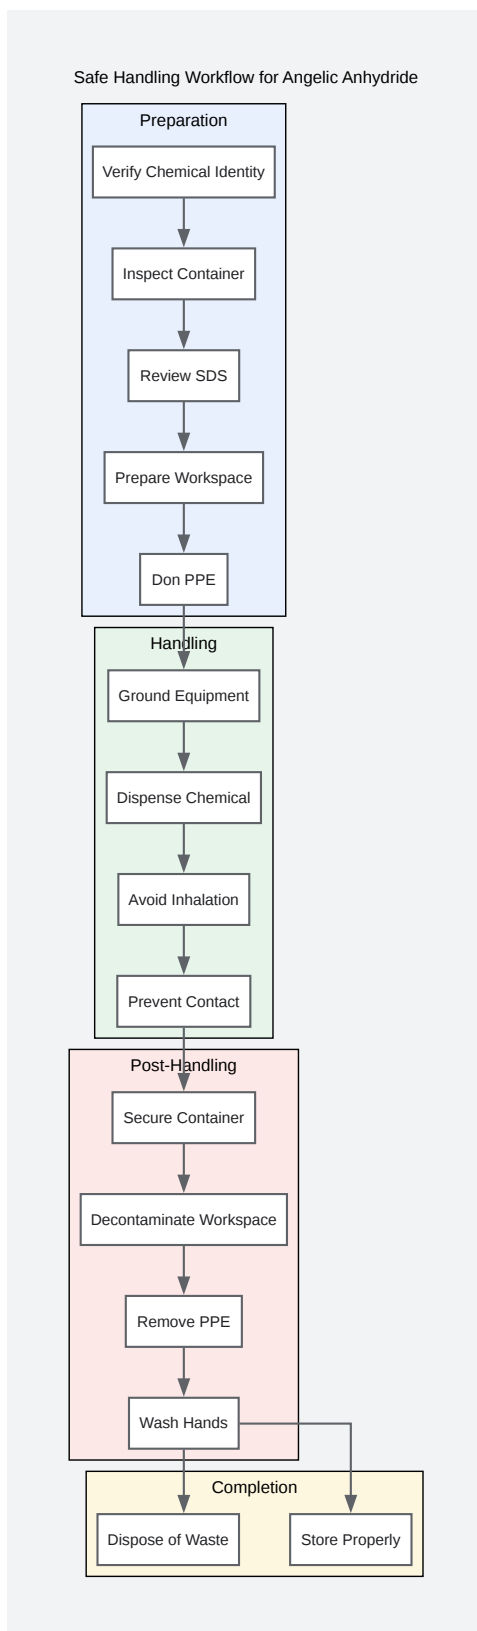 Safe Handling Workflow for Angelic Anhydride
Preparation
Verify Chemical Identity
Inspect Container
Review SDS
Prepare Workspace
Don PPE
Handling
Ground Equipment
Dispense Chemical
Avoid Inhalation
Prevent Contact
Post-Handling
Secure Container
Decontaminate Workspace
Remove PPE
Wash Hands
Completion
Dispose of Waste
Store Properly